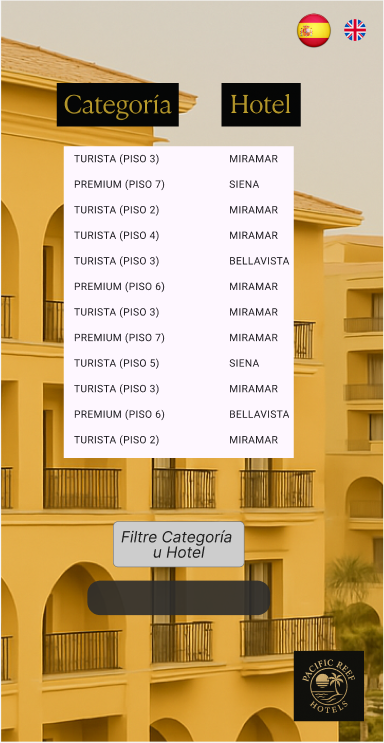 Categoría Hotel
TURISTA (PISO 3) MIRAMAR
PREMIUM (PISO 7) SIENA
TURISTA (PISO 2) MIRAMAR
TURISTA (PISO 4) MIRAMAR
TURISTA (PISO 3) BELLAVISTA
PREMIUM (PISO 6) MIRAMAR
TURISTA (PISO 3) MIRAMAR
PREMIUM (PISO 7) MIRAMAR
TURISTA (PISO 5) SIENA
TURISTA (PISO 3) MIRAMAR
PREMIUM (PISO 6) BELLAVISTA
TURISTA (PISO 2) MIRAMAR
Filtre Categoría
u Hotel
PACIFIC REEF
HOTELS